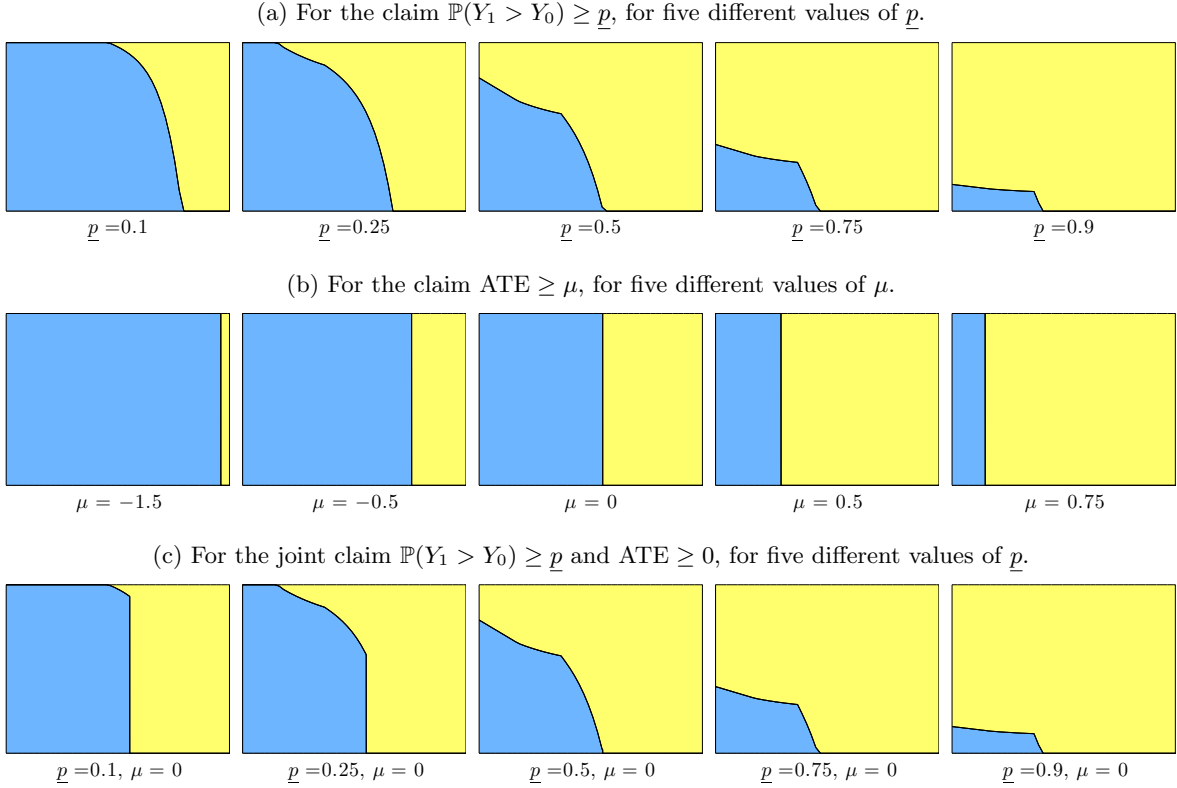 (a) For the claim ℙ(Y₁ > Y₀) ≥ p̲, for five different values of p̲.
p̲ =0.1 p̲ =0.25 p̲ =0.5 p̲ =0.75 p̲ =0.9
(b) For the claim ATE ≥ μ, for five different values of μ.
μ = −1.5 μ = −0.5 μ = 0 μ = 0.5 μ = 0.75
(c) For the joint claim ℙ(Y₁ > Y₀) ≥ p̲ and ATE ≥ 0, for five different values of p̲.
p̲ =0.1, μ = 0 p̲ =0.25, μ = 0 p̲ =0.5, μ = 0 p̲ =0.75, μ = 0 p̲ =0.9, μ = 0